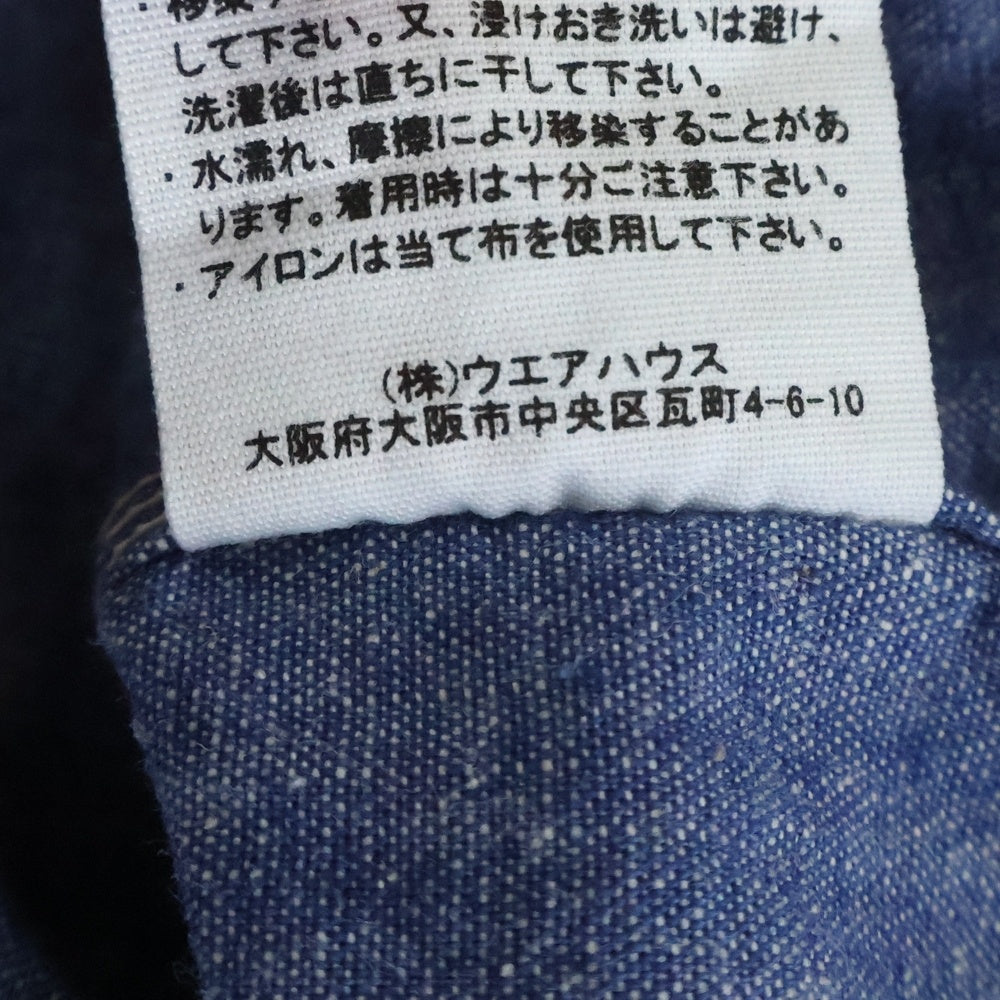 ・移染
して下さい。又、浸けおき洗いは避け、
洗濯後は直ちに干して下さい。
・水濡れ、摩擦により移染することがあ
ります。着用時は十分ご注意下さい。
・アイロンは当て布を使用して下さい。
(株)ウエアハウス
大阪府大阪市中央区瓦町4-6-10